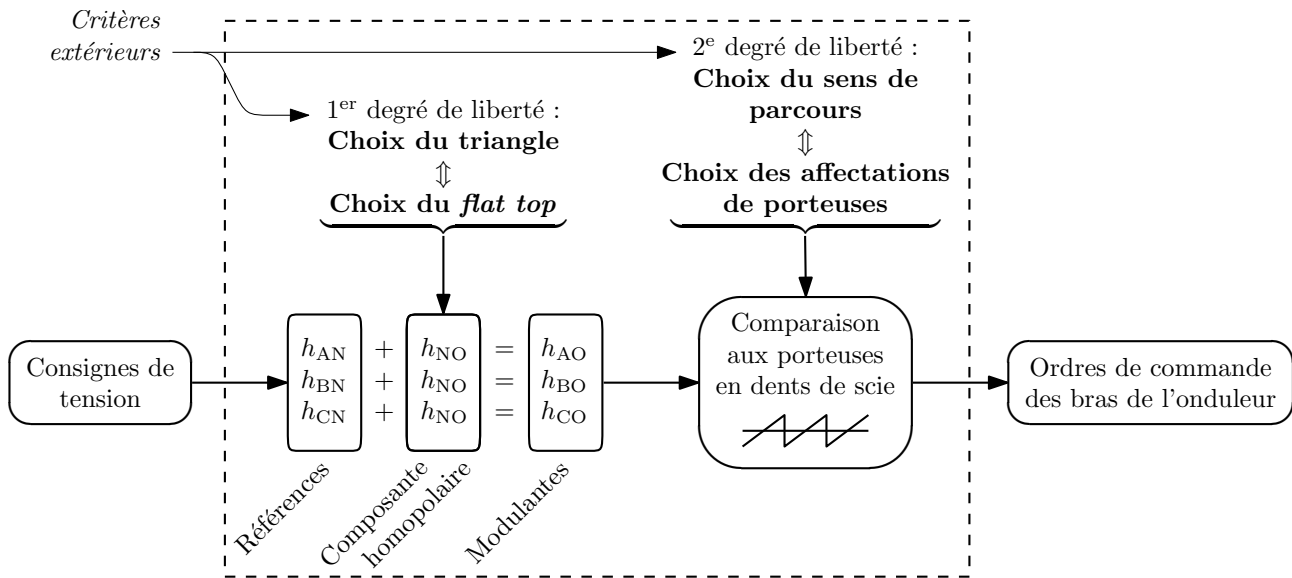 Critères
extérieurs
1er degré de liberté :
Choix du triangle
⇕
Choix du flat top
2e degré de liberté :
Choix du sens de
parcours
⇕
Choix des affectations
de porteuses
Consignes de
tension
hAN + hNO = hAO
hBN + hNO = hBO
hCN + hNO = hCO
Références
Composante
homopolaire
Modulantes
Comparaison
aux porteuses
en dents de scie
Ordres de commande
des bras de l'onduleur